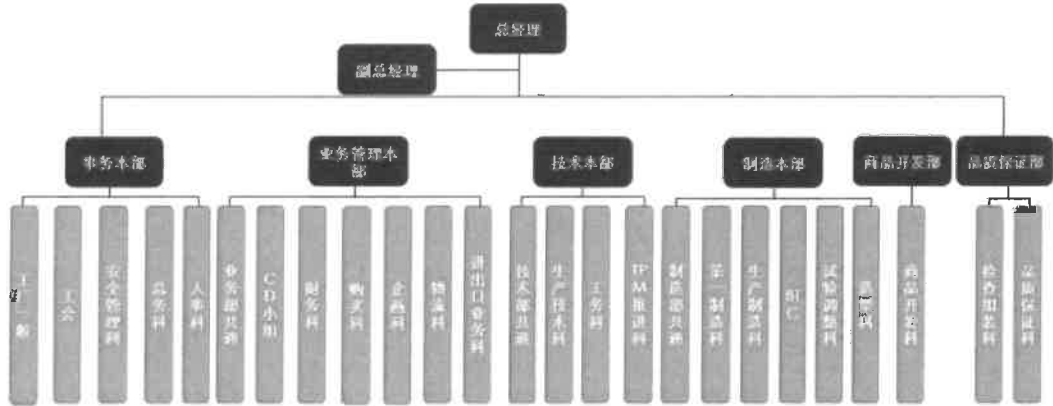 总经理
副总经理
事务本部
业务管理本
部
技术本部
制造本部
商品开发部
品质保证部
工会
安全管理科
总务科
人事科
业务部共通
CD小组
财务科
购买科
企画科
物流科
进出口业务科
技术部共通
生产技术科
工务科
TPM推进科
制造部共通
第一制造科
生产制造科
试验调整科
商品开发科
检查组艺科
品质保证科